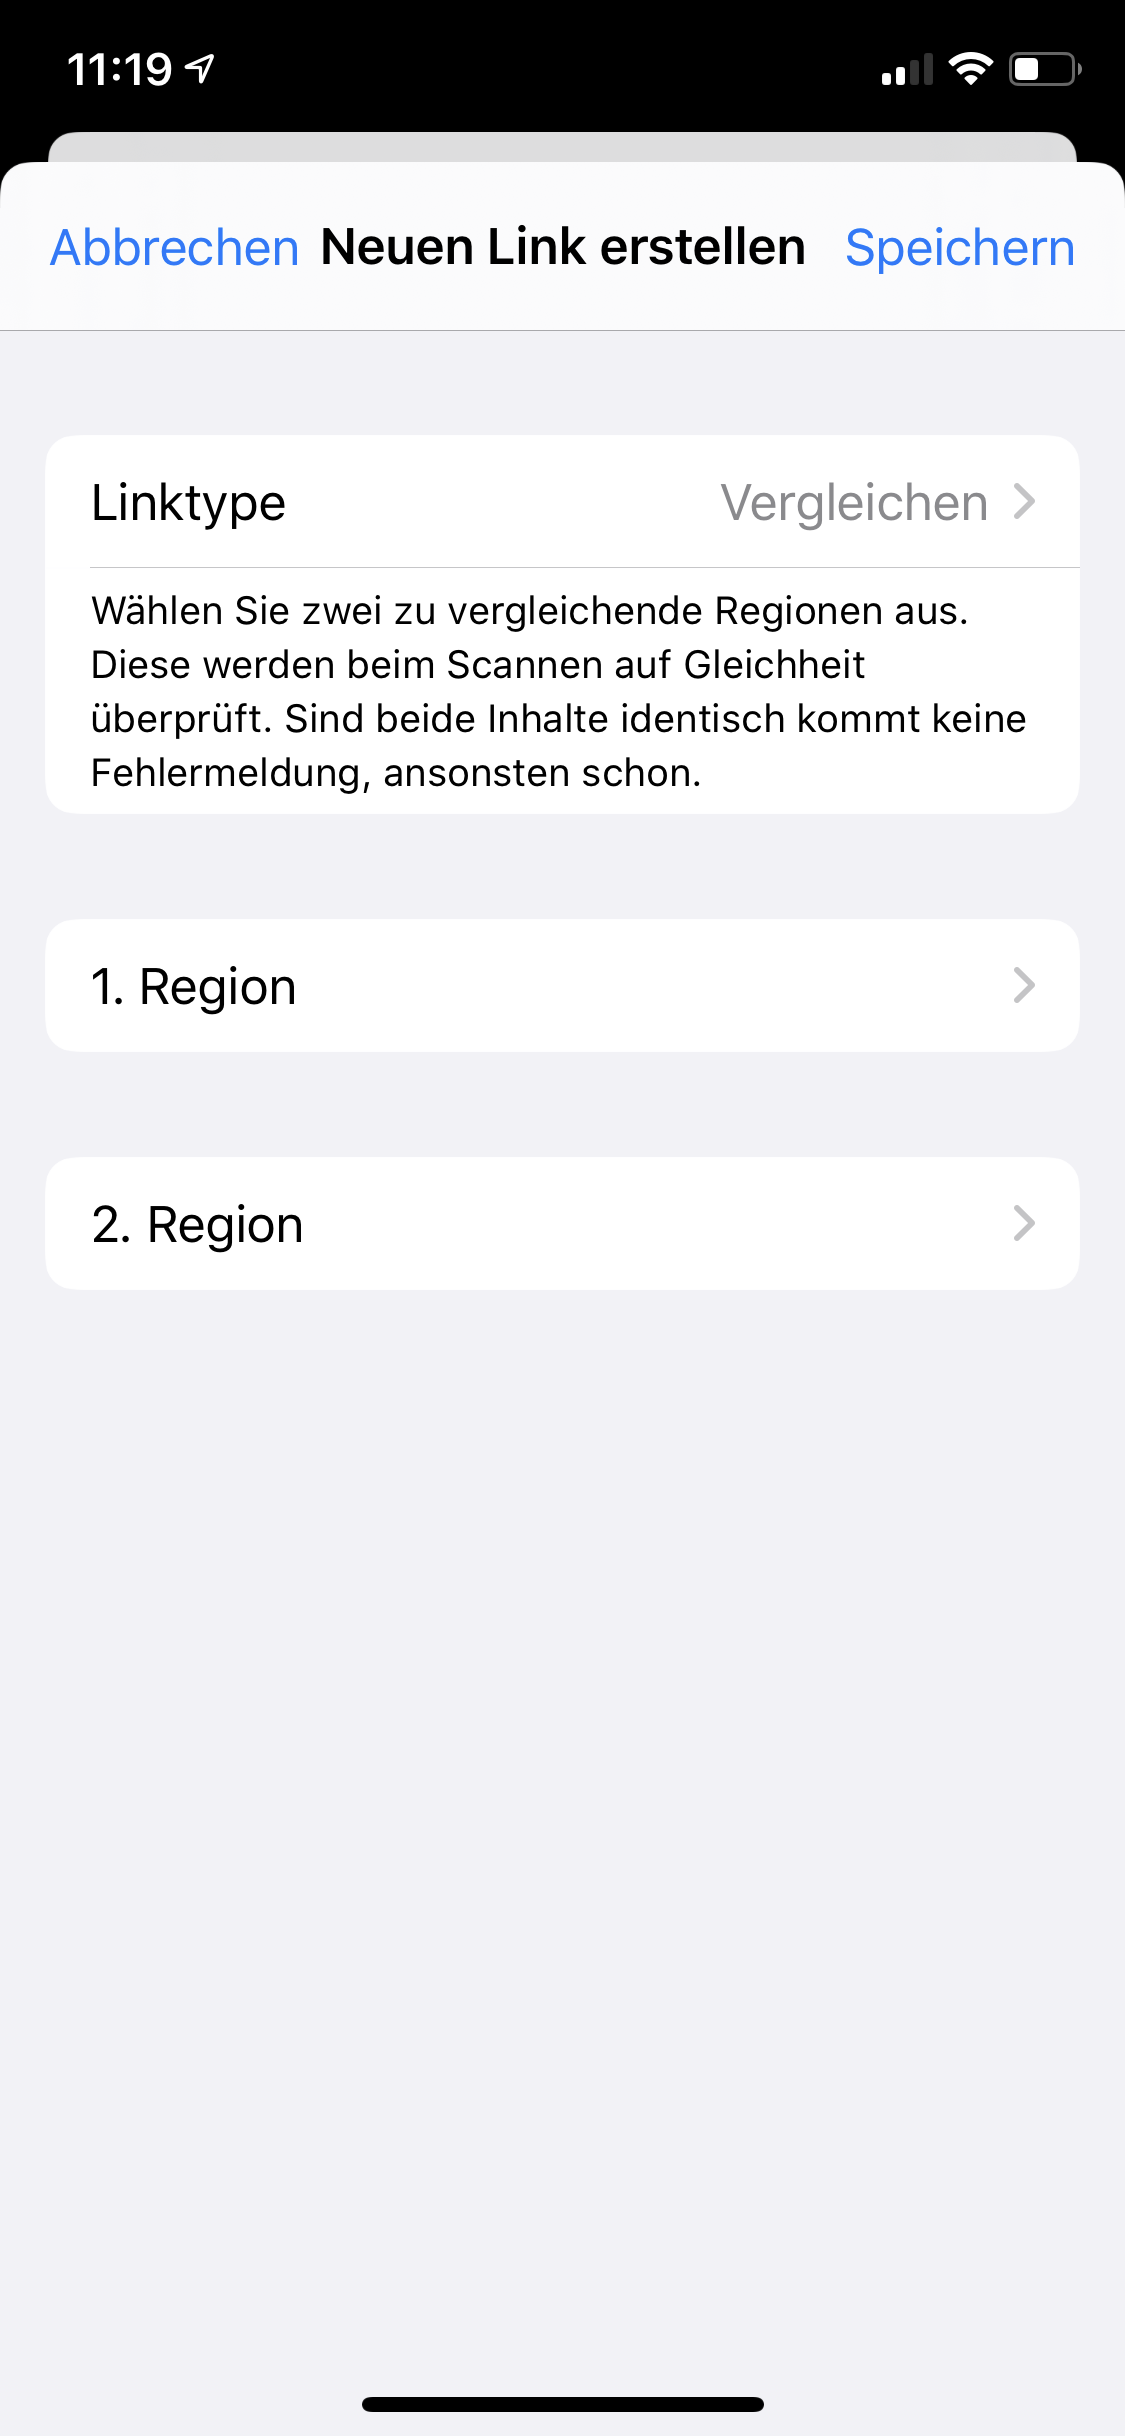 11:19
Abbrechen Neuen Link erstellen Speichern
Linktype Vergleichen
Wählen Sie zwei zu vergleichende Regionen aus.
Diese werden beim Scannen auf Gleichheit
überprüft. Sind beide Inhalte identisch kommt keine
Fehlermeldung, ansonsten schon.
1. Region
2. Region